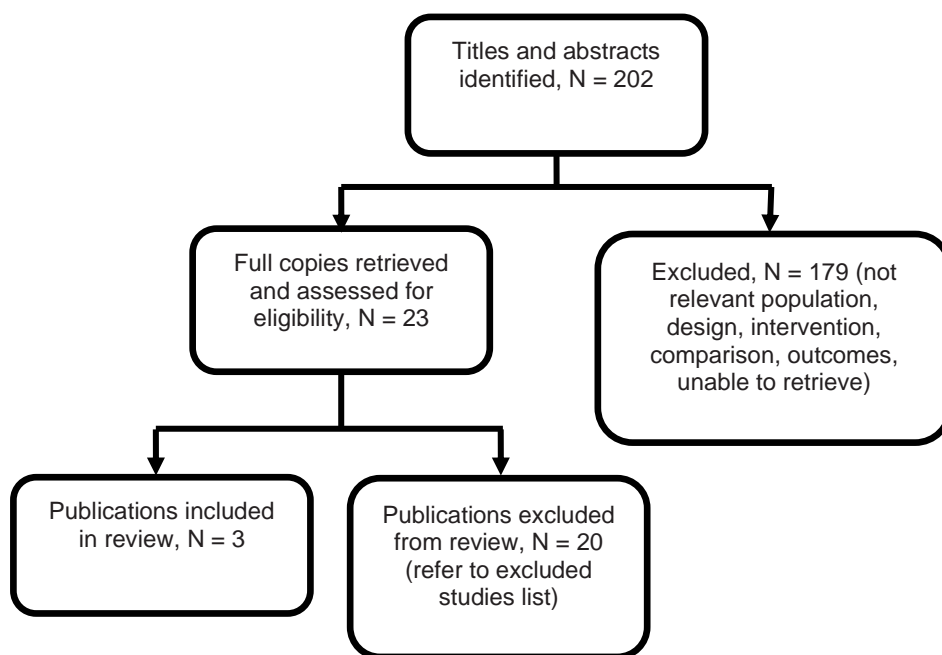 Titles and abstracts
identified, N = 202
Full copies retrieved
and assessed for
eligibility, N = 23
Excluded, N = 179 (not
relevant population,
design, intervention,
comparison, outcomes,
unable to retrieve)
Publications included
in review, N = 3
Publications excluded
from review, N = 20
(refer to excluded
studies list)